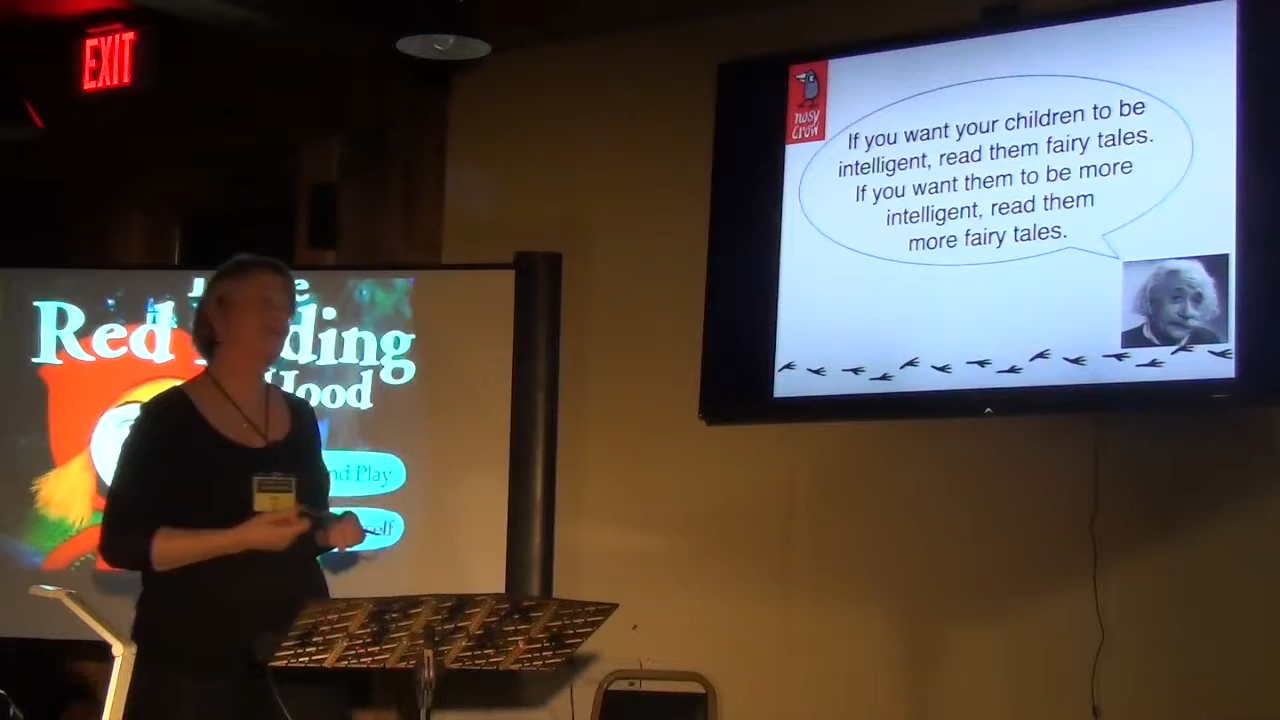 EXIT
Red
ding
Hood
nd Play
self
nosy
crow
If you want your children to be
intelligent, read them fairy tales.
If you want them to be more
intelligent, read them
more fairy tales.